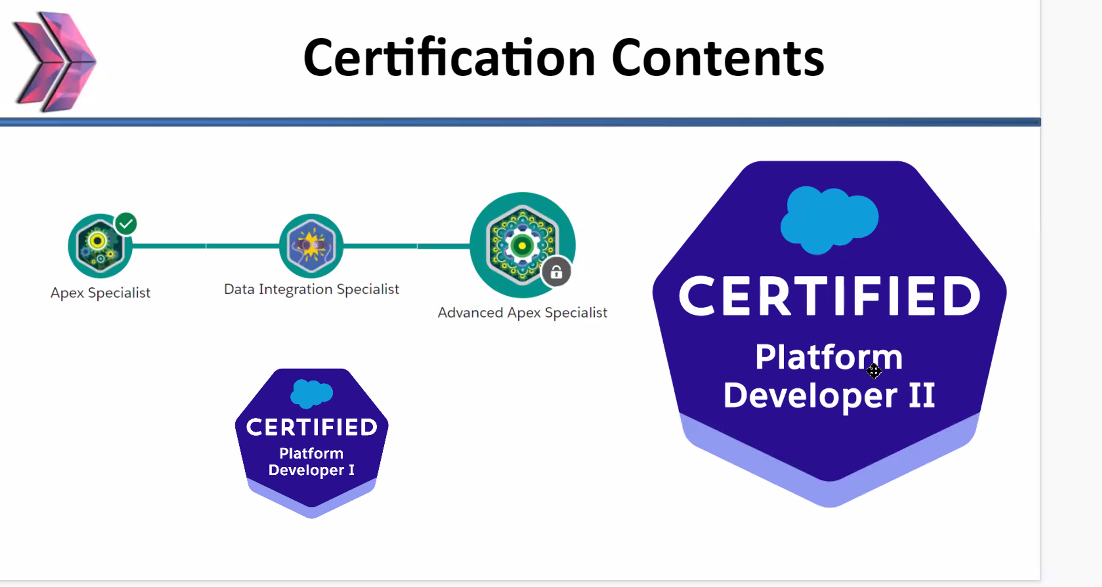 Certification Contents
Apex Specialist
Data Integration Specialist
Advanced Apex Specialist
CERTIFIED
Platform
Developer I
CERTIFIED
Platform
Developer II